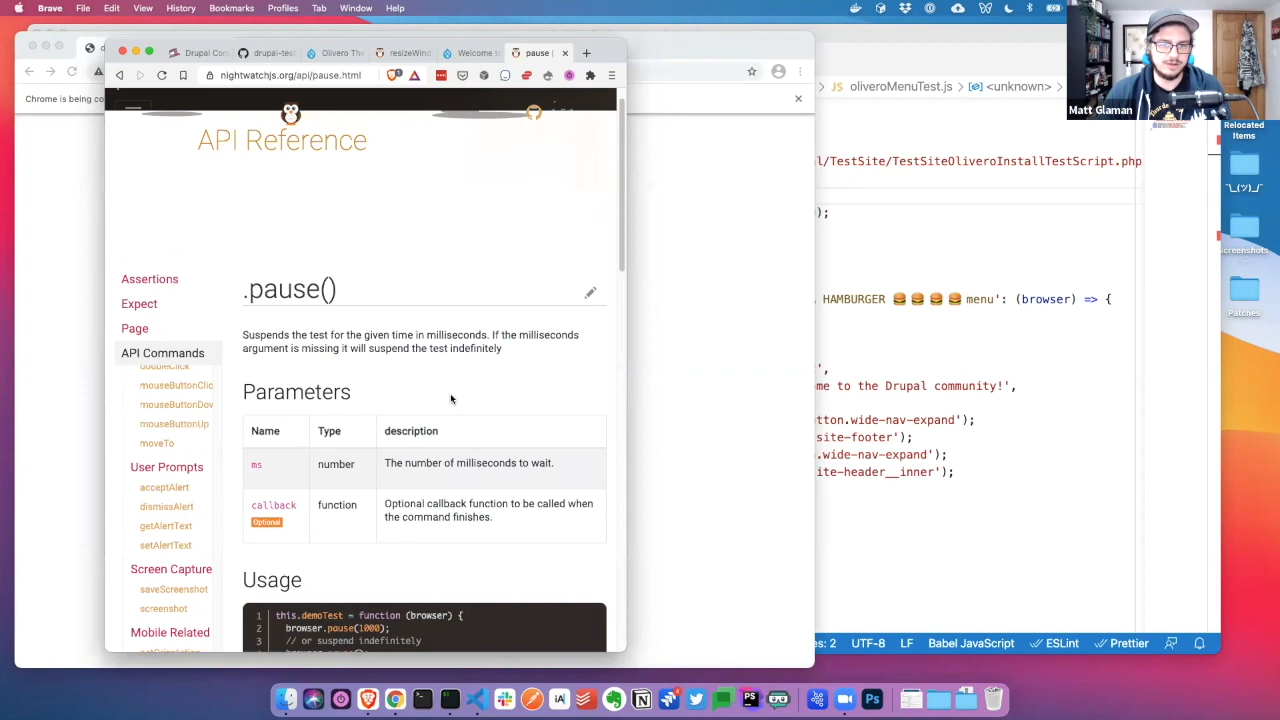 Brave File Edit View History Bookmarks Profiles Tab Window Help
Drupal Con
drupal-test
Olivero The
resizeWind
Welcome to
pause |
nightwatchjs.org/api/pause.html
Chrome is being co
API Reference
Assertions
Expect
Page
API Commands
doubleClick
mouseButtonClic
mouseButtonDow
mouseButtonUp
moveTo
User Prompts
acceptAlert
dismissAlert
getAlertText
setAlertText
Screen Capture
saveScreenshot
screenshot
Mobile Related
getOrientation
.pause()
Suspends the test for the given time in milliseconds. If the milliseconds
argument is missing it will suspend the test indefinitely
Parameters
Name Type description
ms number The number of milliseconds to wait.
callback function Optional callback function to be called when
Optional the command finishes.
Usage
1 this.demoTest = function (browser) {
2 browser.pause(1000);
3 // or suspend indefinitely
JS oliveroMenuTest.js > <unknown> >
l/TestSite/TestSiteOliveroInstallTestScript.php
);
HAMBURGER 🍔 🍔 🍔 🍔 menu': (browser) => {
',
me to the Drupal community!',
tton.wide-nav-expand');
site-footer');
.wide-nav-expand');
ite-header__inner');
es: 2 UTF-8 LF Babel JavaScript ESLint Prettier
Matt Glaman
Relocated
Items
¯\_(ツ)_/¯
Screenshots
Patches